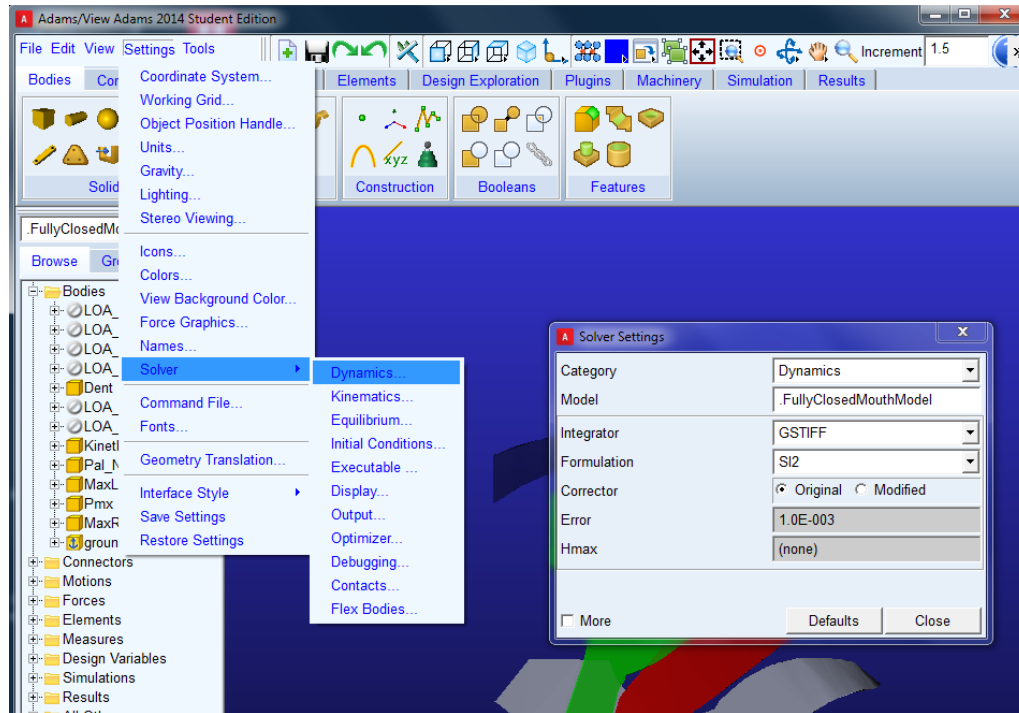 Adams/View Adams 2014 Student Edition
File Edit View Settings Tools
Increment 1.5
Bodies Con Elements Design Exploration Plugins Machinery Simulation Results
Coordinate System...
Working Grid...
Object Position Handle...
Units...
Gravity...
Lighting...
Stereo Viewing...
Icons...
Colors...
View Background Color...
Force Graphics...
Names...
Solver
Command File...
Fonts...
Geometry Translation...
Interface Style
Save Settings
Restore Settings
Dynamics...
Kinematics...
Equilibrium...
Initial Conditions...
Executable ...
Display...
Output...
Optimizer...
Debugging...
Contacts...
Flex Bodies...
xyz
Solid Construction Booleans Features
.FullyClosedMo
Browse Gr
Bodies
LOA_
LOA_
LOA_
LOA_
Dent
LOA_
LOA_
Kinet
Pal_N
MaxL
Pmx
MaxR
groun
Connectors
Motions
Forces
Elements
Measures
Design Variables
Simulations
Results
Solver Settings
Category Dynamics
Model .FullyClosedMouthModel
Integrator GSTIFF
Formulation SI2
Corrector Original Modified
Error 1.0E-003
Hmax (none)
More Defaults Close